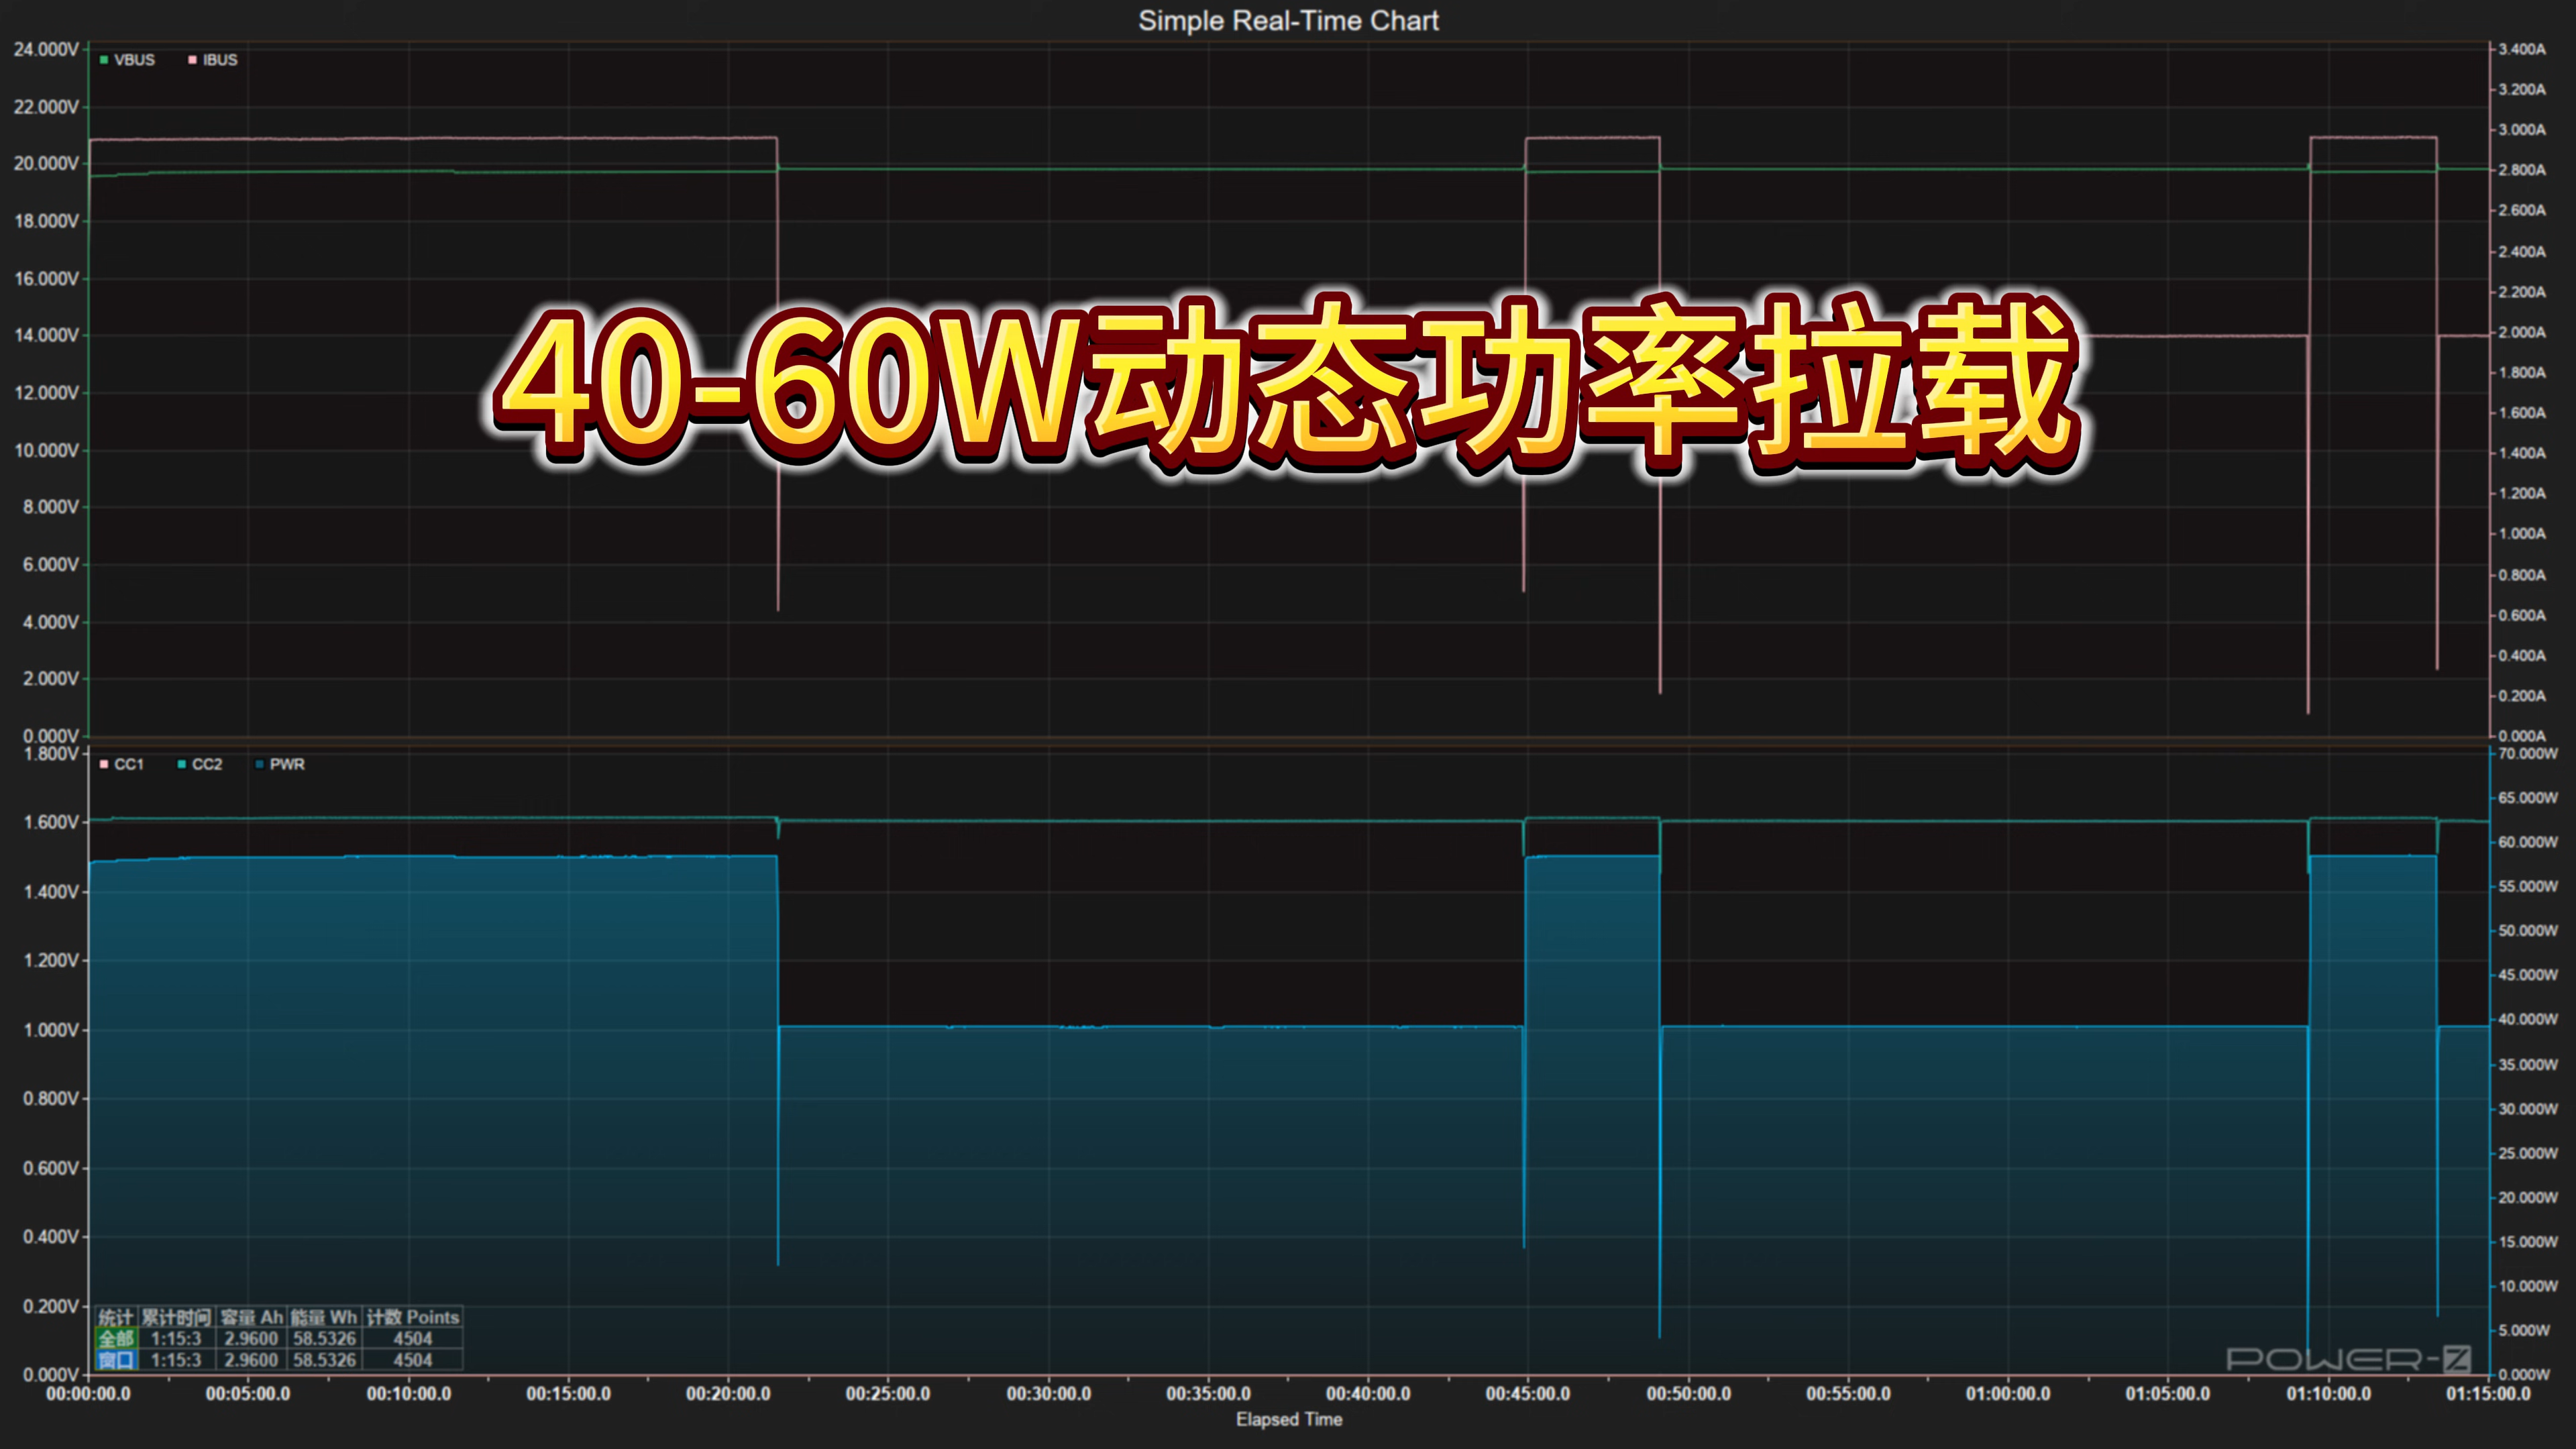 Simple Real-Time Chart
24.000V
22.000V
20.000V
18.000V
16.000V
14.000V
12.000V
10.000V
8.000V
6.000V
4.000V
2.000V
0.000V
VBUS IBUS
3.400A
3.200A
3.000A
2.800A
2.600A
2.400A
2.200A
2.000A
1.800A
1.600A
1.400A
1.200A
1.000A
0.800A
0.600A
0.400A
0.200A
0.000A
40-60W动态功率拉载
1.800V
1.600V
1.400V
1.200V
1.000V
0.800V
0.600V
0.400V
0.200V
0.000V
CC1 CC2 PWR
70.000W
65.000W
60.000W
55.000W
50.000W
45.000W
40.000W
35.000W
30.000W
25.000W
20.000W
15.000W
10.000W
5.000W
0.000W
统计 累计时间 容量 Ah 能量 Wh 计数 Points
全部 1:15:3 2.9600 58.5326 4504
窗口 1:15:3 2.9600 58.5326 4504
POWER-Z
00:00:00.0 00:05:00.0 00:10:00.0 00:15:00.0 00:20:00.0 00:25:00.0 00:30:00.0 00:35:00.0 00:40:00.0 00:45:00.0 00:50:00.0 00:55:00.0 01:00:00.0 01:05:00.0 01:10:00.0 01:15:00.0
Elapsed Time